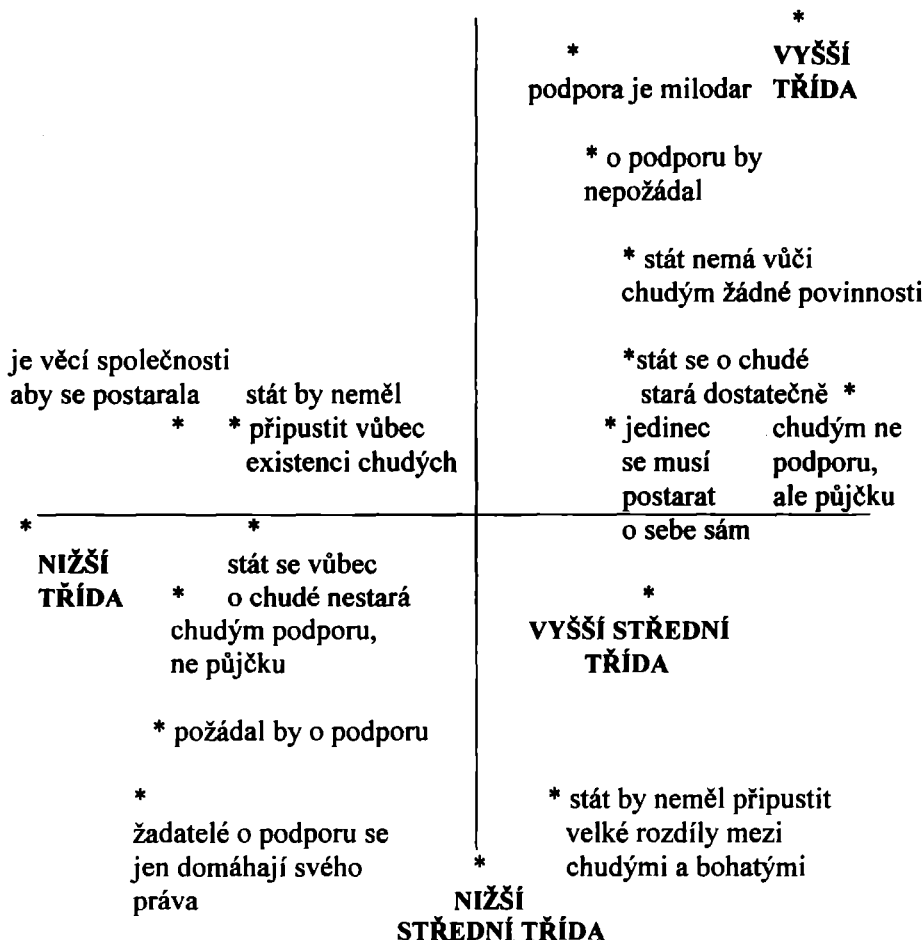 *
* VYŠŠÍ
podpora je milodar TŘÍDA
* o podporu by
nepožádal
* stát nemá vůči
chudým žádné povinnosti
je věcí společnosti
aby se postarala
*
stát by neměl
* připustit vůbec
existenci chudých
*stát se o chudé
stará dostatečně *
* jedinec
se musí
postarat
o sebe sám
chudým ne
podporu,
ale půjčku
*
NIŽŠÍ
TŘÍDA
*
stát se vůbec
o chudé nestará
*
chudým podporu,
ne půjčku
*
VYŠŠÍ STŘEDNÍ
TŘÍDA
* požádal by o podporu
*
žadatelé o podporu se
jen domáhají svého
práva
* stát by neměl připustit
velké rozdíly mezi
chudými a bohatými
*
NIŽŠÍ
STŘEDNÍ TŘÍDA